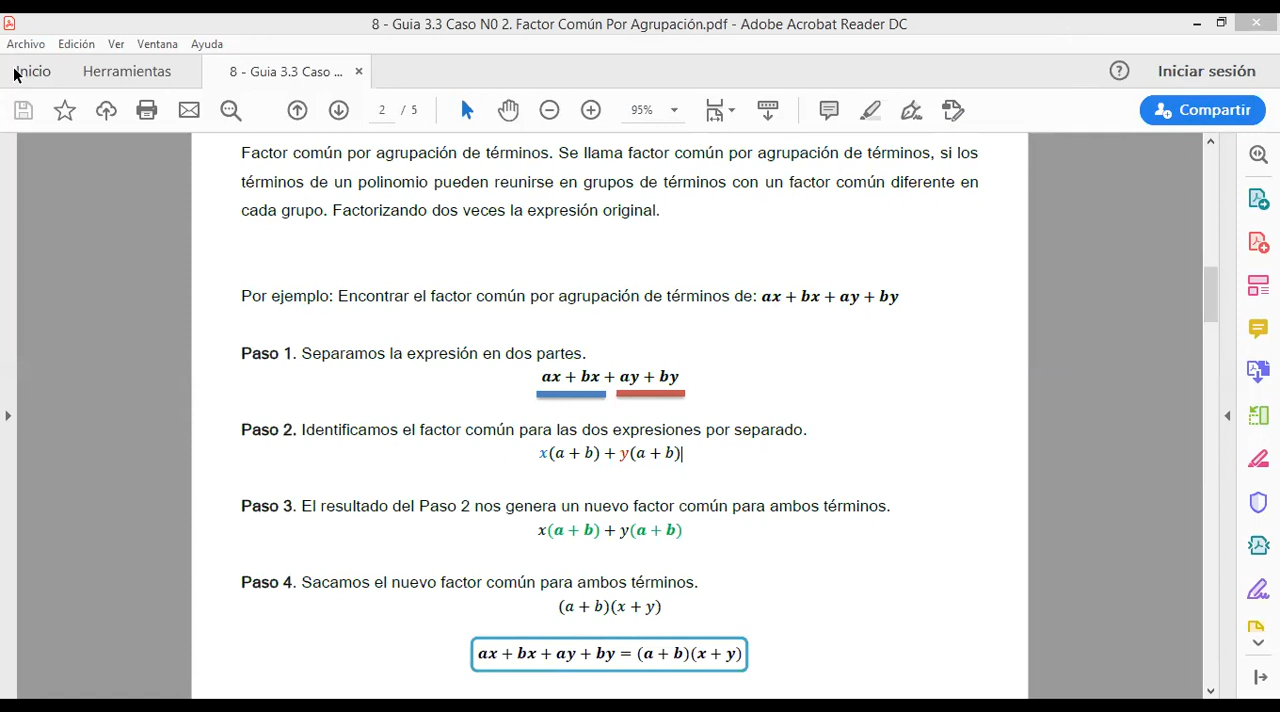 8 - Guia 3.3 Caso N0 2. Factor Común Por Agrupación.pdf - Adobe Acrobat Reader DC
Archivo Edición Ver Ventana Ayuda
Inicio Herramientas 8 - Guia 3.3 Caso ... × Iniciar sesión
2 / 5 95% Compartir
Factor común por agrupación de términos. Se llama factor común por agrupación de términos, si los
términos de un polinomio pueden reunirse en grupos de términos con un factor común diferente en
cada grupo. Factorizando dos veces la expresión original.
Por ejemplo: Encontrar el factor común por agrupación de términos de: ax + bx + ay + by
Paso 1. Separamos la expresión en dos partes.
ax + bx + ay + by
Paso 2. Identificamos el factor común para las dos expresiones por separado.
x(a + b) + y(a + b)
Paso 3. El resultado del Paso 2 nos genera un nuevo factor común para ambos términos.
x(a + b) + y(a + b)
Paso 4. Sacamos el nuevo factor común para ambos términos.
(a + b)(x + y)
ax + bx + ay + by = (a + b)(x + y)